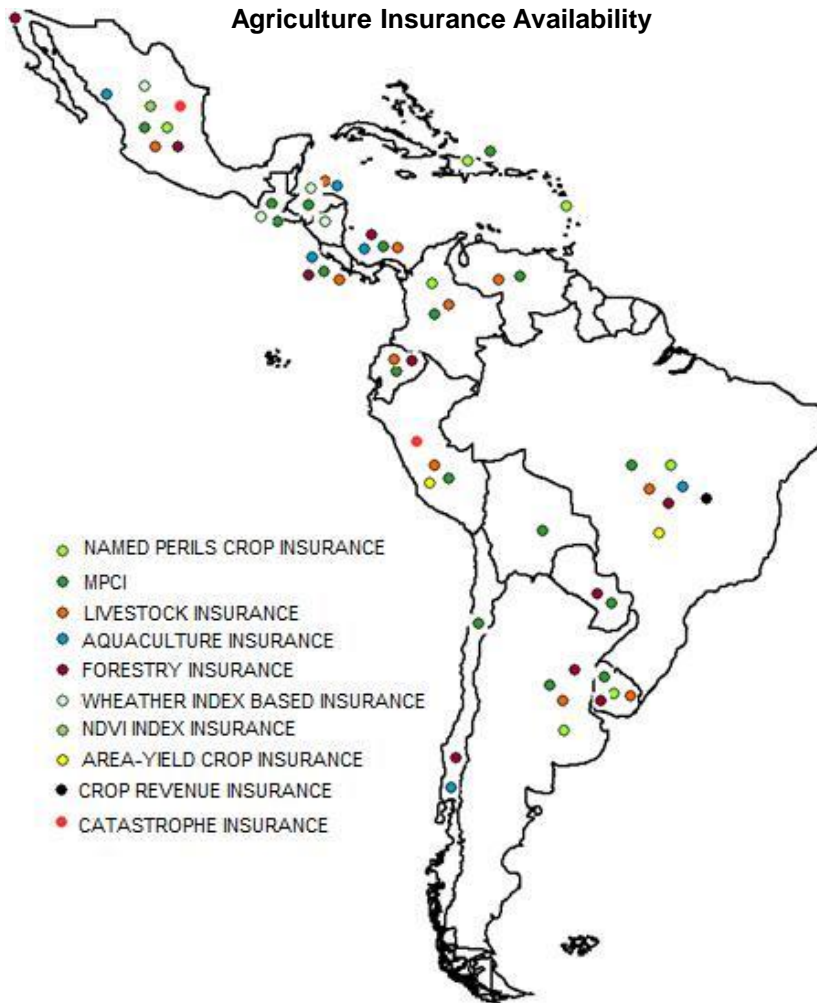 Agriculture Insurance Availability
NAMED PERILS CROP INSURANCE
MPCI
LIVESTOCK INSURANCE
AQUACULTURE INSURANCE
FORESTRY INSURANCE
WHEATHER INDEX BASED INSURANCE
NDVI INDEX INSURANCE
AREA-YIELD CROP INSURANCE
CROP REVENUE INSURANCE
CATASTROPHE INSURANCE